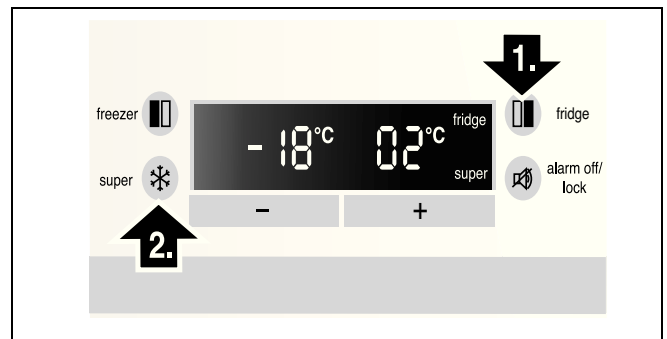 1.
freezer
-18°C
02°C
fridge
fridge
super
super
alarm off/
lock
–
+
2.